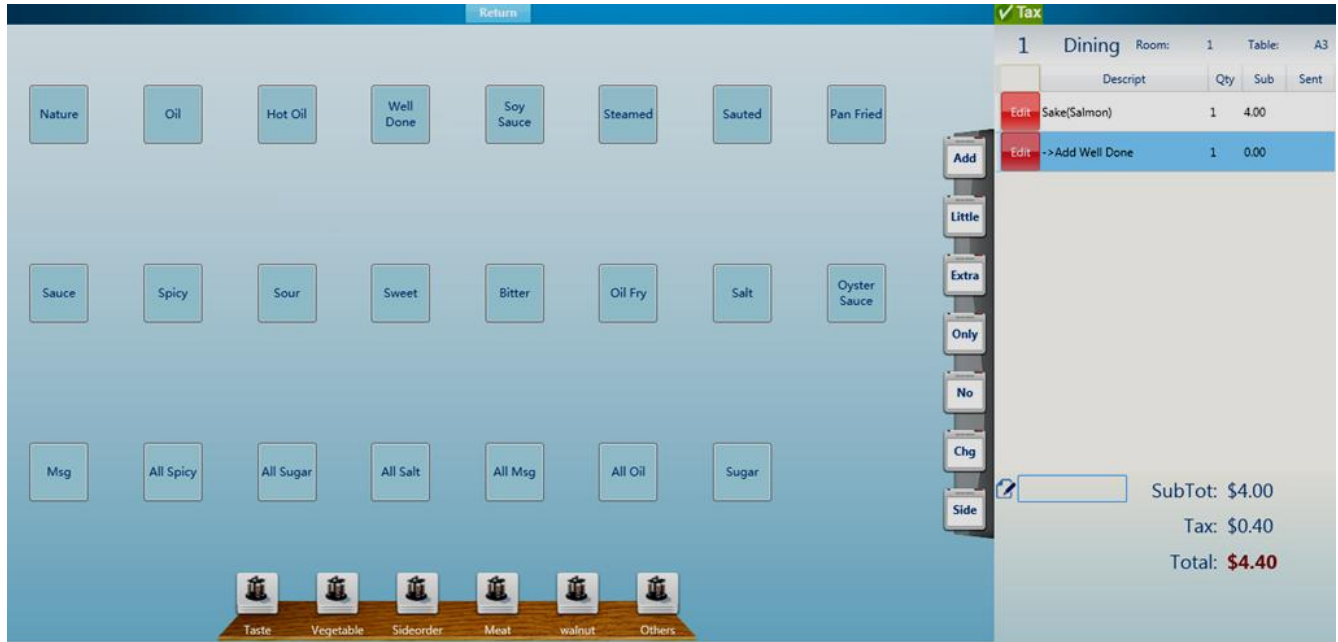 Return
Tax
1 Dining Room: 1 Table: A3
Descript Qty Sub Sent
Edit Sake(Salmon) 1 4.00
Edit ->Add Well Done 1 0.00
Nature
Oil
Hot Oil
Well
Done
Soy
Sauce
Steamed
Sauted
Pan Fried
Sauce
Spicy
Sour
Sweet
Bitter
Oil Fry
Salt
Oyster
Sauce
Msg
All Spicy
All Sugar
All Salt
All Msg
All Oil
Sugar
Add
Little
Extra
Only
No
Chg
Side
SubTot: $4.00
Tax: $0.40
Total: $4.40
Taste
Vegetable
Sideorder
Meat
walnut
Others